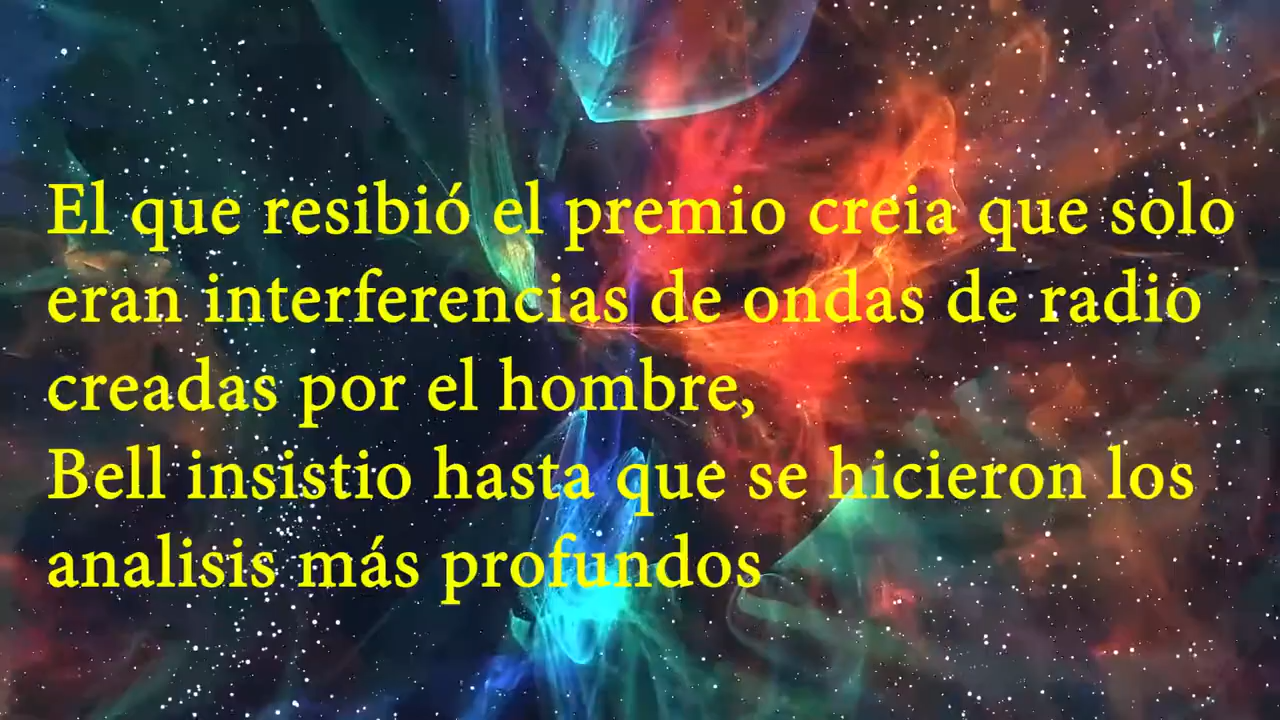 El que resibió el premio creia que solo
eran interferencias de ondas de radio
creadas por el hombre,
Bell insistio hasta que se hicieron los
analisis más profundos